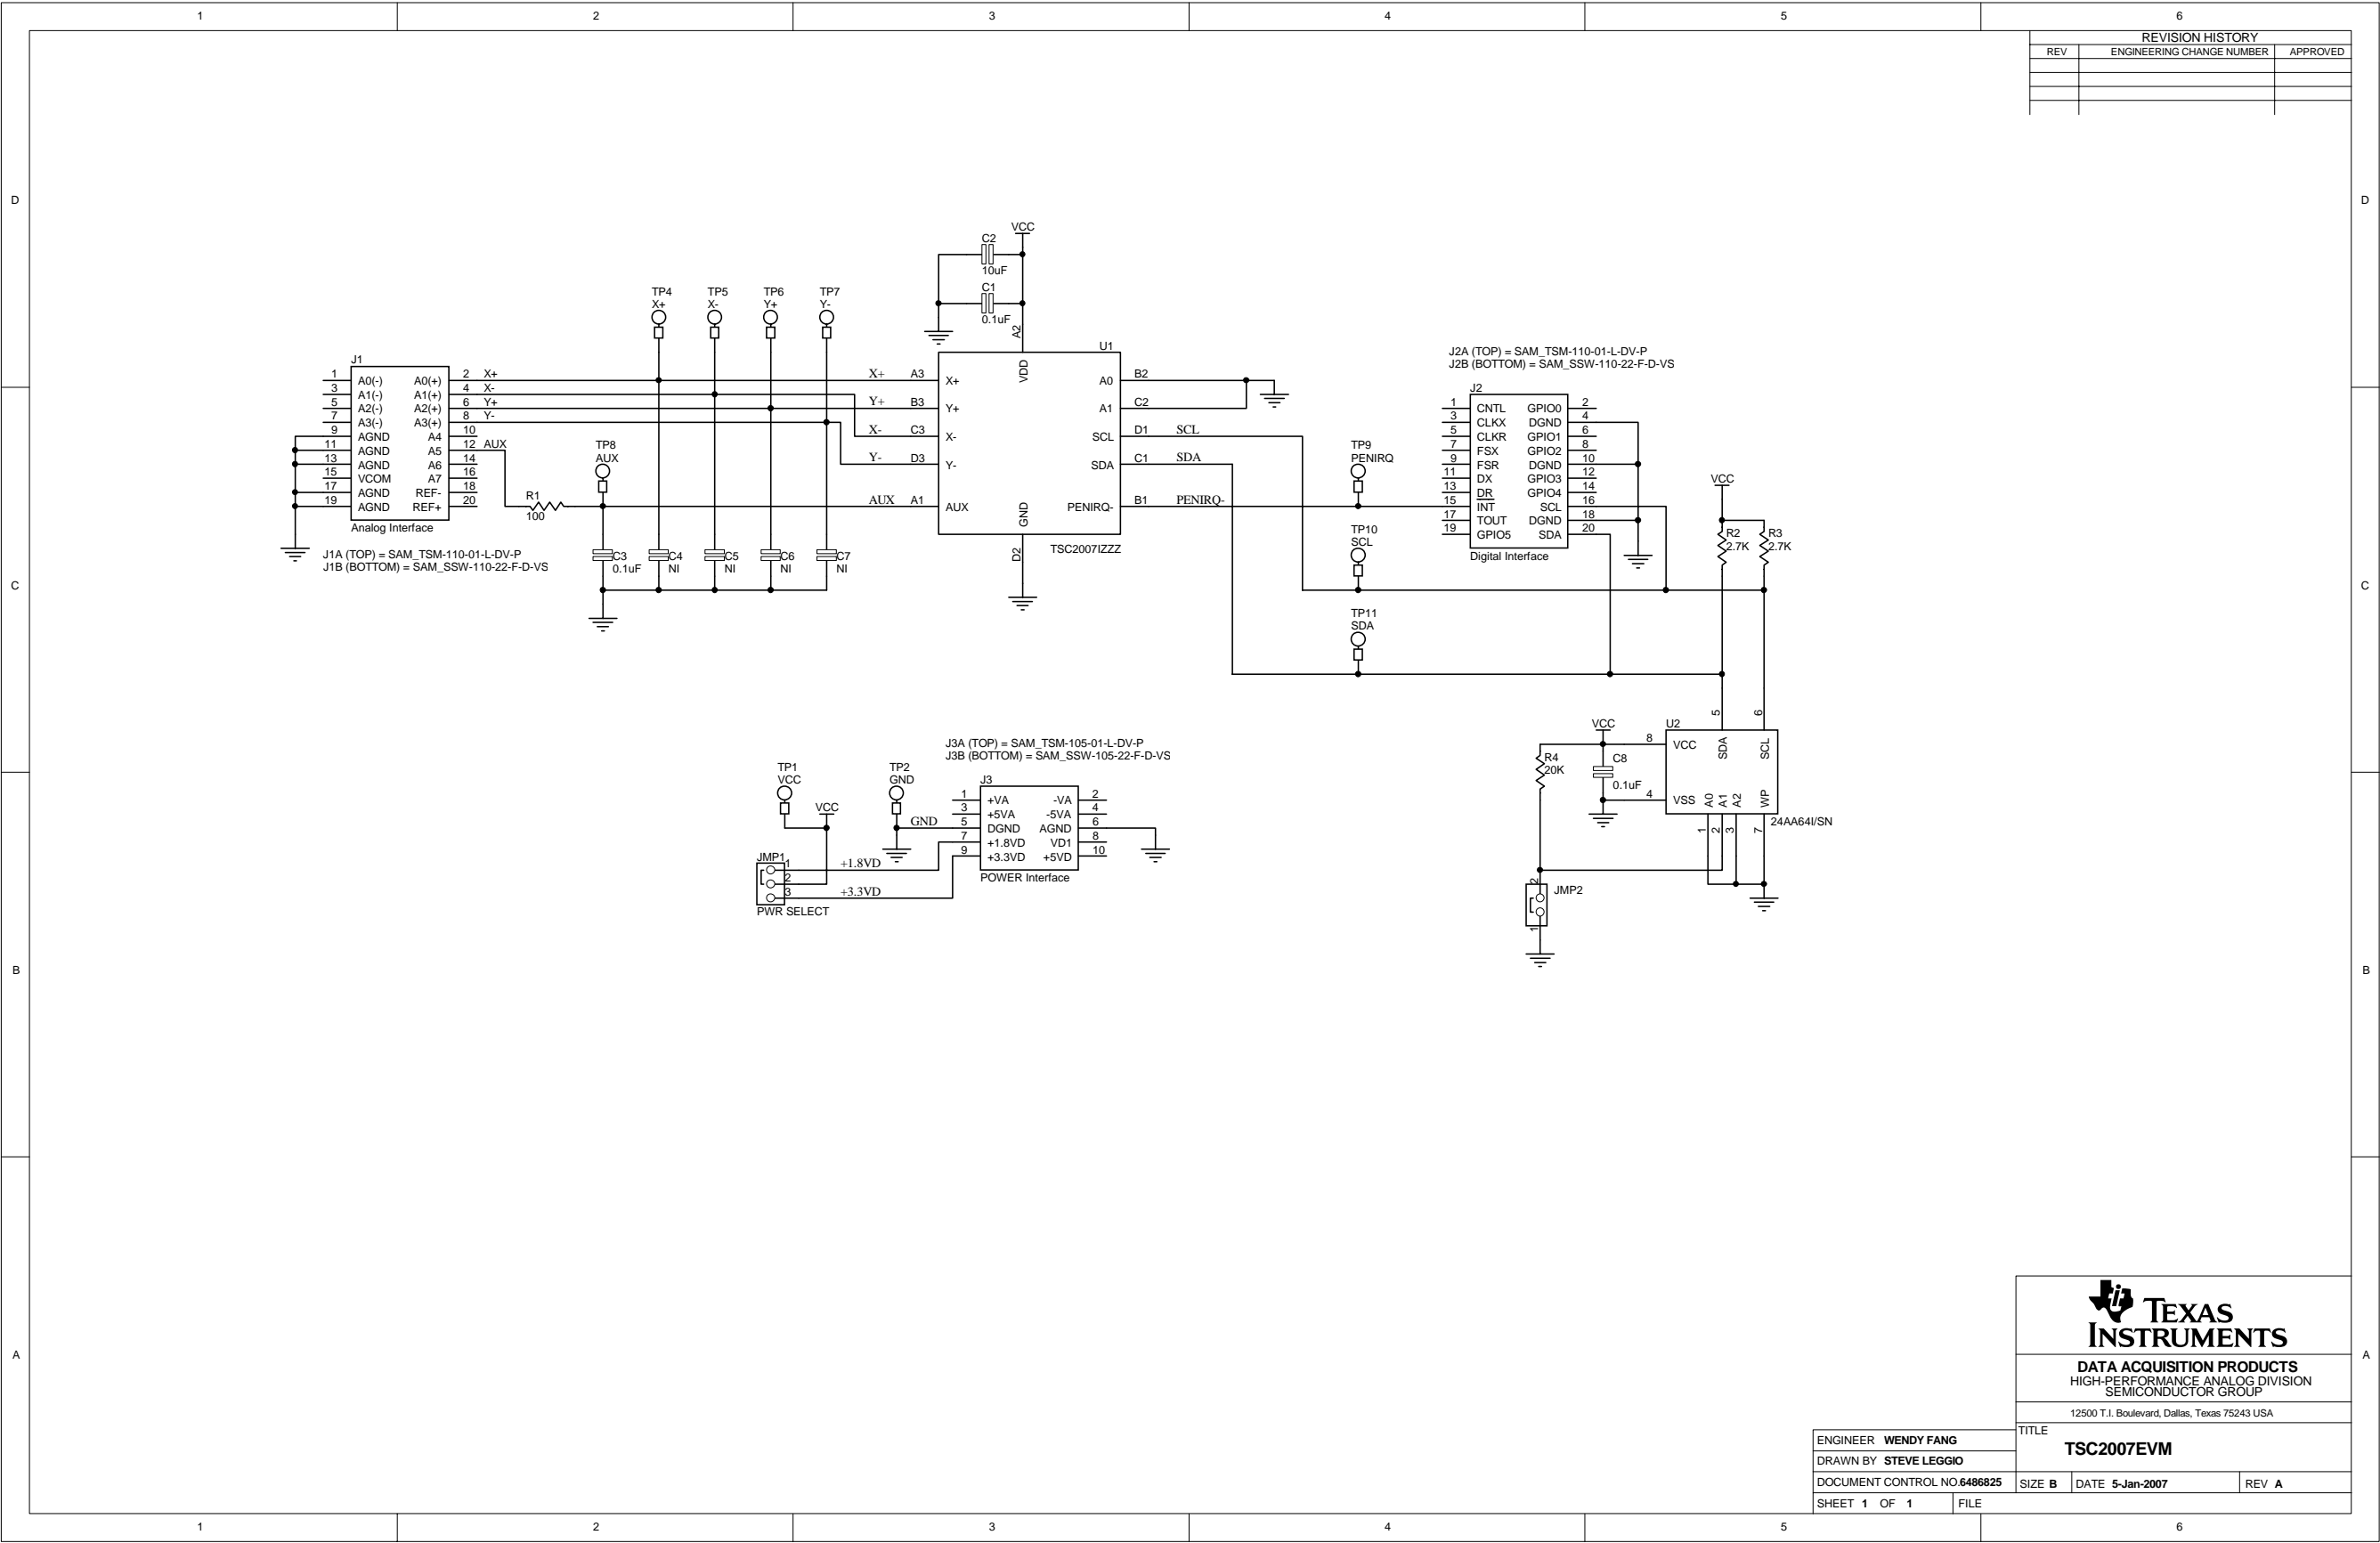 1 2 3 4 5 6
REVISION HISTORY
REV ENGINEERING CHANGE NUMBER APPROVED
D D
VCC
C2
10uF
C1
0.1uF
A2
TP4
X+
TP5
X-
TP6
Y+
TP7
Y-
J1
1 A0(-) A0(+) 2 X+
3 A1(-) A1(+) 4 X-
5 A2(-) A2(+) 6 Y+
7 A3(-) A3(+) 8 Y-
9 AGND A4 10
11 AGND A5 12 AUX
13 AGND A6 14
15 VCOM A7 16
17 AGND REF- 18
19 AGND REF+ 20
Analog Interface
J1A (TOP) = SAM_TSM-110-01-L-DV-P
J1B (BOTTOM) = SAM_SSW-110-22-F-D-VS
R1
100
TP8
AUX
C3
0.1uF
C4
NI
C5
NI
C6
NI
C7
NI
U1
VDD
X+ A3 X+ A0 B2
Y+ B3 Y+ A1 C2
X- C3 X- SCL D1 SCL
Y- D3 Y- SDA C1 SDA
AUX A1 AUX PENIRQ- B1 PENIRQ-
GND
D2
TSC2007IZZZ
J2A (TOP) = SAM_TSM-110-01-L-DV-P
J2B (BOTTOM) = SAM_SSW-110-22-F-D-VS
J2
1 CNTL GPIO0 2
3 CLKX DGND 4
5 CLKR GPIO1 6
7 FSX GPIO2 8
9 FSR DGND 10
11 DX GPIO3 12
13 DR GPIO4 14
15 INT SCL 16
17 TOUT DGND 18
19 GPIO5 SDA 20
Digital Interface
TP9
PENIRQ
TP10
SCL
TP11
SDA
VCC
R2
2.7K
R3
2.7K
C C
J3A (TOP) = SAM_TSM-105-01-L-DV-P
J3B (BOTTOM) = SAM_SSW-105-22-F-D-VS
TP1
VCC
VCC
TP2
GND
J3
1 +VA -VA 2
3 +5VA -5VA 4
GND 5 DGND AGND 6
7 +1.8VD VD1 8
9 +3.3VD +5VD 10
POWER Interface
JMP1
1 +1.8VD
2
3 +3.3VD
PWR SELECT
VCC
U2
5 6
8 VCC SDA SCL
R4
20K
C8
0.1uF
4 VSS A0 A1 A2 WP
24AA64I/SN
1 2 3 7
2
JMP2
1
B B
A A
TEXAS
INSTRUMENTS
DATA ACQUISITION PRODUCTS
HIGH-PERFORMANCE ANALOG DIVISION
SEMICONDUCTOR GROUP
12500 T.I. Boulevard, Dallas, Texas 75243 USA
TITLE
TSC2007EVM
ENGINEER WENDY FANG
DRAWN BY STEVE LEGGIO
DOCUMENT CONTROL NO.6486825
SIZE B DATE 5-Jan-2007 REV A
SHEET 1 OF 1 FILE
1 2 3 4 5 6